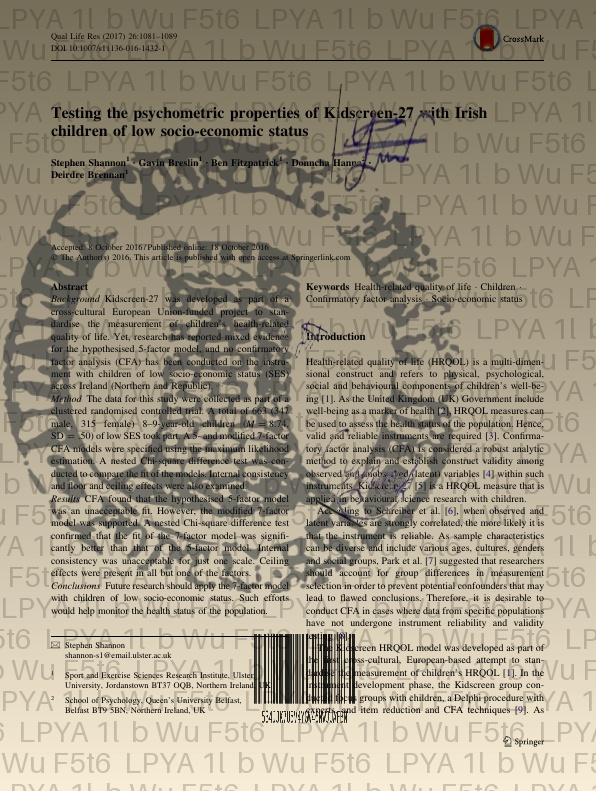 Qual Life Res (2017) 26:1081–1089
DOI 10.1007/s11136-016-1432-1
CrossMark
Testing the psychometric properties of Kidscreen-27 with Irish
children of low socio-economic status
Stephen Shannon1 · Gavin Breslin1 · Ben Fitzpatrick1 · Donncha Hanna2 ·
Deirdre Brennan1
Accepted: 8 October 2016/Published online: 18 October 2016
© The Author(s) 2016. This article is published with open access at Springerlink.com
Abstract
Background Kidscreen-27 was developed as part of a
cross-cultural European Union-funded project to stan-
dardise the measurement of children's health-related
quality of life. Yet, research has reported mixed evidence
for the hypothesised 5-factor model, and no confirmatory
factor analysis (CFA) has been conducted on the instru-
ment with children of low socio-economic status (SES)
across Ireland (Northern and Republic).
Method The data for this study were collected as part of a
clustered randomised controlled trial. A total of 663 (347
male, 315 female) 8–9-year-old children (M = 8.74,
SD = .50) of low SES took part. A 5- and modified 7-factor
CFA models were specified using the maximum likelihood
estimation. A nested Chi-square difference test was con-
ducted to compare the fit of the models. Internal consistency
and floor and ceiling effects were also examined.
Results CFA found that the hypothesised 5-factor model
was an unacceptable fit. However, the modified 7-factor
model was supported. A nested Chi-square difference test
confirmed that the fit of the 7-factor model was signifi-
cantly better than that of the 5-factor model. Internal
consistency was unacceptable for just one scale. Ceiling
effects were present in all but one of the factors.
Conclusions Future research should apply the 7-factor model
with children of low socio-economic status. Such efforts
would help monitor the health status of the population.
Stephen Shannon
shannon-s1@email.ulster.ac.uk
1 Sport and Exercise Sciences Research Institute, Ulster
University, Jordanstown BT37 OQB, Northern Ireland, UK
2 School of Psychology, Queen's University Belfast,
Belfast BT9 5BN, Northern Ireland, UK
Keywords Health-related quality of life · Children ·
Confirmatory factor analysis · Socio-economic status
Introduction
Health-related quality of life (HRQOL) is a multi-dimen-
sional construct and refers to physical, psychological,
social and behavioural components of children's well-be-
ing [1]. As the United Kingdom (UK) Government include
well-being as a marker of health [2], HRQOL measures can
be used to assess the health status of the population. Hence,
valid and reliable instruments are required [3]. Confirma-
tory factor analysis (CFA) is considered a robust analytic
method to explain and establish construct validity among
observed and unobserved (latent) variables [4] within such
instruments. Kidscreen [5] is a HRQOL measure that is
applied in behavioural science research with children.
According to Schreiber et al. [6], when observed and
latent variables are strongly correlated, the more likely it is
that the instrument is reliable. As sample characteristics
can be diverse and include various ages, cultures, genders
and social groups, Park et al. [7] suggested that researchers
should account for group differences in measurement
selection in order to prevent potential confounders that may
lead to flawed conclusions. Therefore, it is desirable to
conduct CFA in cases where data from specific populations
have not undergone instrument reliability and validity
testing [8].
The Kidscreen HRQOL model was developed as part of
the first cross-cultural, European-based attempt to stan-
dardise the measurement of children's HRQOL [1]. In the
instrument development phase, the Kidscreen group con-
ducted focus groups with children, a Delphi procedure with
experts and item reduction and CFA techniques [9]. As
Springer
LPYA 1l b Wu F5t6